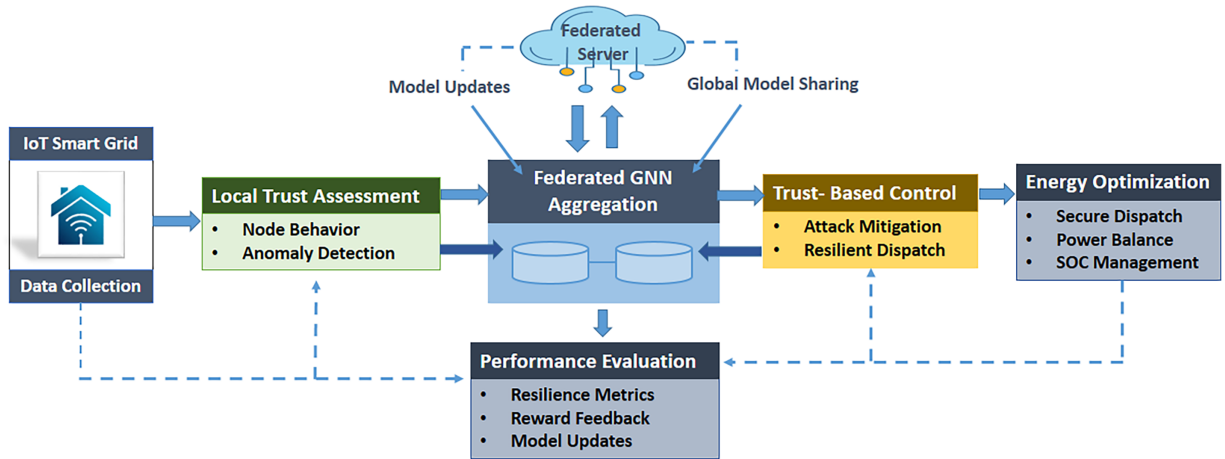 Federated
Server
Model Updates
Global Model Sharing
IoT Smart Grid
Data Collection
Local Trust Assessment
• Node Behavior
• Anomaly Detection
Federated GNN
Aggregation
Trust- Based Control
• Attack Mitigation
• Resilient Dispatch
Energy Optimization
• Secure Dispatch
• Power Balance
• SOC Management
Performance Evaluation
• Resilience Metrics
• Reward Feedback
• Model Updates